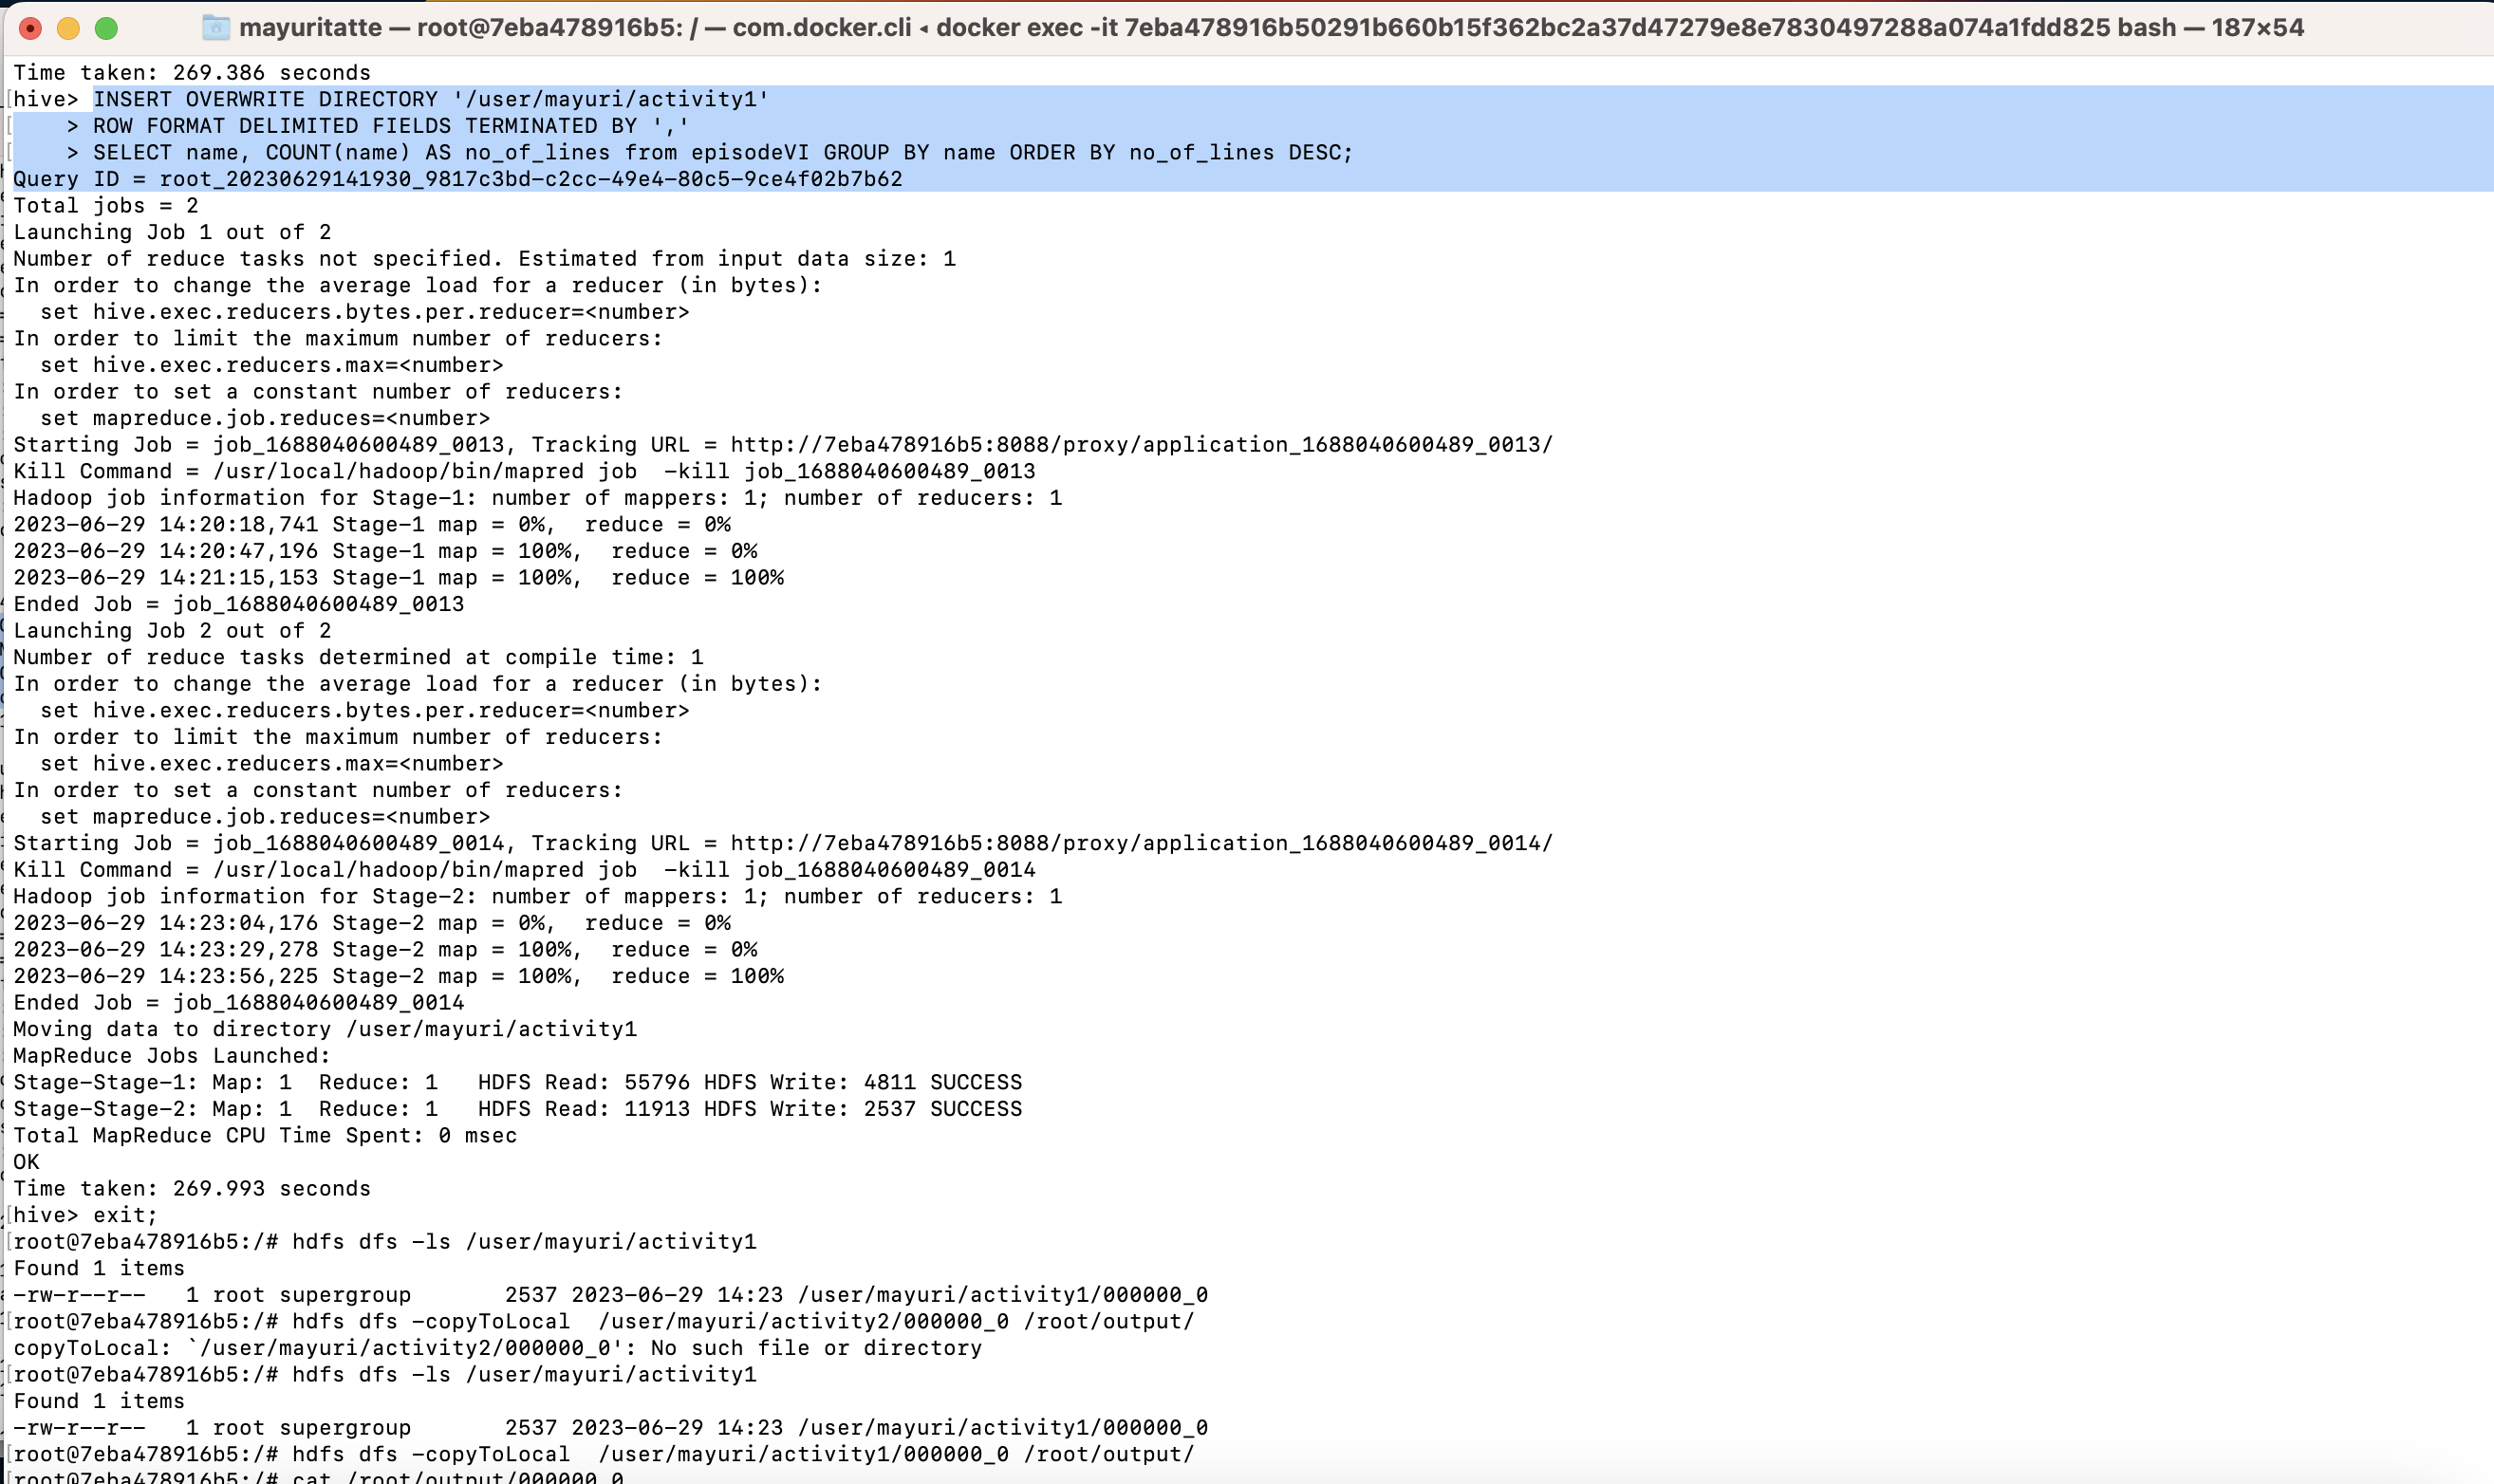 mayuritatte — root@7eba478916b5: / — com.docker.cli ◂ docker exec -it 7eba478916b50291b660b15f362bc2a37d47279e8e7830497288a074a1fdd825 bash — 187×54
Time taken: 269.386 seconds
hive> INSERT OVERWRITE DIRECTORY '/user/mayuri/activity1'
    > ROW FORMAT DELIMITED FIELDS TERMINATED BY ','
    > SELECT name, COUNT(name) AS no_of_lines from episodeVI GROUP BY name ORDER BY no_of_lines DESC;
Query ID = root_20230629141930_9817c3bd-c2cc-49e4-80c5-9ce4f02b7b62
Total jobs = 2
Launching Job 1 out of 2
Number of reduce tasks not specified. Estimated from input data size: 1
In order to change the average load for a reducer (in bytes):
  set hive.exec.reducers.bytes.per.reducer=<number>
In order to limit the maximum number of reducers:
  set hive.exec.reducers.max=<number>
In order to set a constant number of reducers:
  set mapreduce.job.reduces=<number>
Starting Job = job_1688040600489_0013, Tracking URL = http://7eba478916b5:8088/proxy/application_1688040600489_0013/
Kill Command = /usr/local/hadoop/bin/mapred job  -kill job_1688040600489_0013
Hadoop job information for Stage-1: number of mappers: 1; number of reducers: 1
2023-06-29 14:20:18,741 Stage-1 map = 0%,  reduce = 0%
2023-06-29 14:20:47,196 Stage-1 map = 100%,  reduce = 0%
2023-06-29 14:21:15,153 Stage-1 map = 100%,  reduce = 100%
Ended Job = job_1688040600489_0013
Launching Job 2 out of 2
Number of reduce tasks determined at compile time: 1
In order to change the average load for a reducer (in bytes):
  set hive.exec.reducers.bytes.per.reducer=<number>
In order to limit the maximum number of reducers:
  set hive.exec.reducers.max=<number>
In order to set a constant number of reducers:
  set mapreduce.job.reduces=<number>
Starting Job = job_1688040600489_0014, Tracking URL = http://7eba478916b5:8088/proxy/application_1688040600489_0014/
Kill Command = /usr/local/hadoop/bin/mapred job  -kill job_1688040600489_0014
Hadoop job information for Stage-2: number of mappers: 1; number of reducers: 1
2023-06-29 14:23:04,176 Stage-2 map = 0%,  reduce = 0%
2023-06-29 14:23:29,278 Stage-2 map = 100%,  reduce = 0%
2023-06-29 14:23:56,225 Stage-2 map = 100%,  reduce = 100%
Ended Job = job_1688040600489_0014
Moving data to directory /user/mayuri/activity1
MapReduce Jobs Launched:
Stage-Stage-1: Map: 1  Reduce: 1   HDFS Read: 55796 HDFS Write: 4811 SUCCESS
Stage-Stage-2: Map: 1  Reduce: 1   HDFS Read: 11913 HDFS Write: 2537 SUCCESS
Total MapReduce CPU Time Spent: 0 msec
OK
Time taken: 269.993 seconds
hive> exit;
root@7eba478916b5:/# hdfs dfs -ls /user/mayuri/activity1
Found 1 items
-rw-r--r--   1 root supergroup       2537 2023-06-29 14:23 /user/mayuri/activity1/000000_0
root@7eba478916b5:/# hdfs dfs -copyToLocal  /user/mayuri/activity2/000000_0 /root/output/
copyToLocal: `/user/mayuri/activity2/000000_0': No such file or directory
root@7eba478916b5:/# hdfs dfs -ls /user/mayuri/activity1
Found 1 items
-rw-r--r--   1 root supergroup       2537 2023-06-29 14:23 /user/mayuri/activity1/000000_0
root@7eba478916b5:/# hdfs dfs -copyToLocal  /user/mayuri/activity1/000000_0 /root/output/
root@7eba478916b5:/# cat /root/output/000000_0